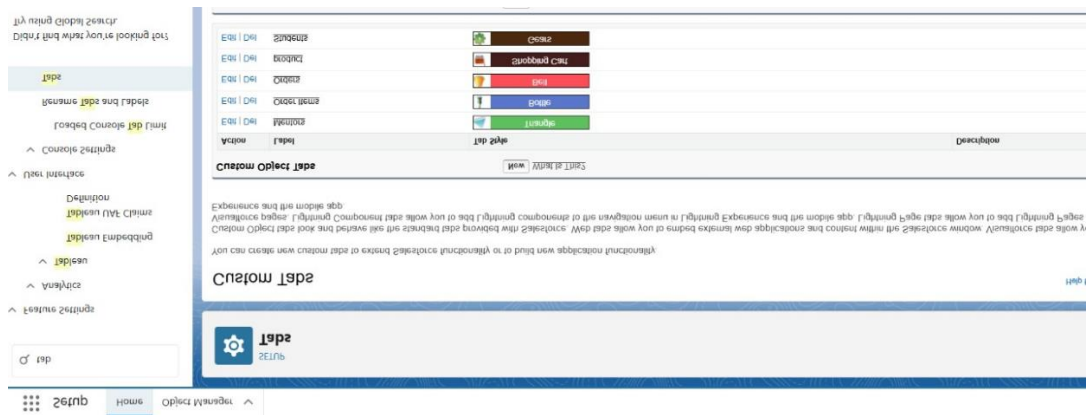 Setup Home Object Manager
tab
Feature Settings
Analytics
Tableau
Tableau Embedding
Tableau UAF Claims
Definition
User Interface
Console Settings
Loaded Console Tab Limit
Rename Tabs and Labels
Tabs
Didn't find what you're looking for?
Try using Global Search.
SETUP
Tabs
Custom Tabs
You can create new custom tabs to extend Salesforce functionality or to build new application functionality.
Custom Object tabs look and behave like the standard tabs provided with Salesforce. Web tabs allow you to embed external web applications and content within the Salesforce window. Visualforce tabs allow
Visualforce pages. Lightning Component tabs allow you to add Lightning components to the navigation menu in Lightning Experience and the mobile app. Lightning Page tabs allow you to add Lightning Pages
Experience and the mobile app.
Custom Object Tabs New What Is This?
Action Label Tab Style Description
Edit | Del Mentors Triangle
Edit | Del Order Items Bottle
Edit | Del Orders Bell
Edit | Del product Shopping Cart
Edit | Del Students Gears